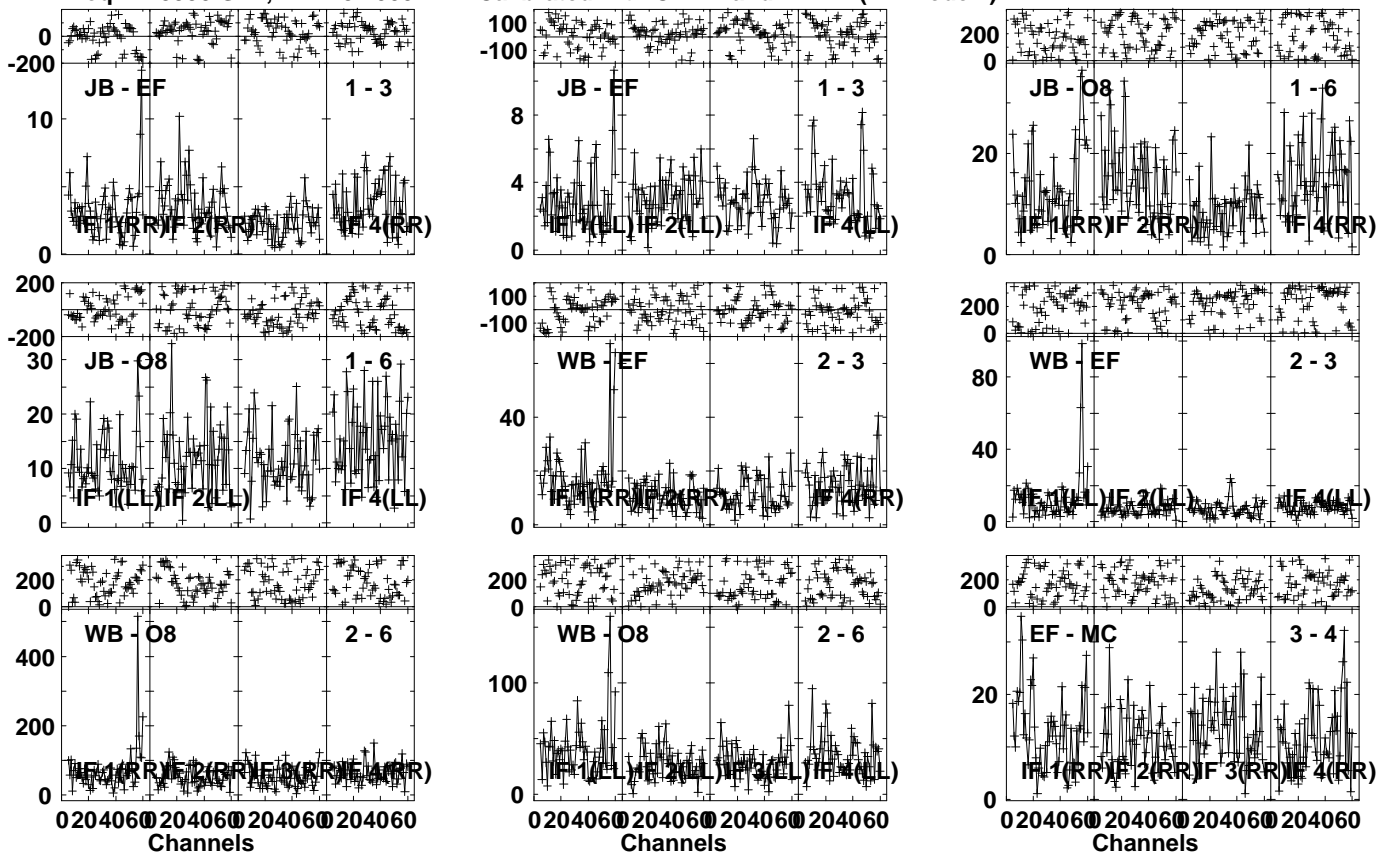 0
-200
JB - EF
1 - 3
10
0
IF 1(RR)
IF 2(RR)
IF 4(RR)
100
-100
JB - EF
1 - 3
8
4
0
IF 1(LL)
IF 2(LL)
IF 4(LL)
200
0
JB - O8
1 - 6
20
0
IF 1(RR)
IF 2(RR)
IF 4(RR)
200
0
-200
JB - O8
1 - 6
30
20
10
0
IF 1(LL)
IF 2(LL)
IF 4(LL)
100
-100
WB - EF
2 - 3
40
0
IF 1(RR)
IF 2(RR)
IF 4(RR)
200
0
WB - EF
2 - 3
80
40
0
IF 1(LL)
IF 2(LL)
IF 4(LL)
200
0
WB - O8
2 - 6
400
200
0
IF 1(RR)
IF 2(RR)
IF 3(RR)
IF 4(RR)
0 20 40 60 0 20 40 60 0 20 40 60 0 20 40 60
Channels
200
0
WB - O8
2 - 6
100
0
IF 1(LL)
IF 2(LL)
IF 3(LL)
IF 4(LL)
0 20 40 60 0 20 40 60 0 20 40 60 0 20 40 60
Channels
200
0
EF - MC
3 - 4
20
0
IF 1(RR)
IF 2(RR)
IF 3(RR)
IF 4(RR)
0 20 40 60 0 20 40 60 0 20 40 60 0 20 40 60
Channels